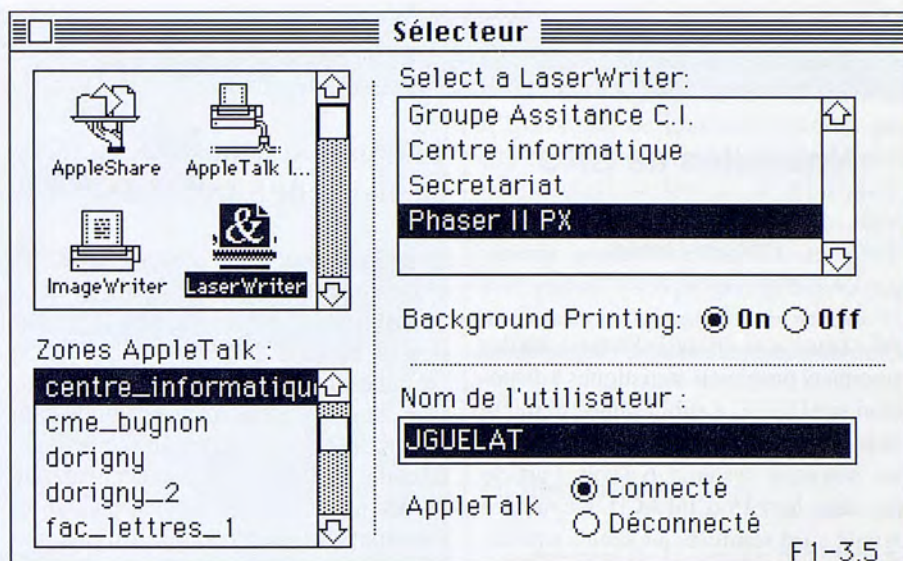 Sélecteur
AppleShare
AppleTalk I...
ImageWriter
LaserWriter
Zones AppleTalk :
centre_informatiqu
cme_bugnon
dorigny
dorigny_2
fac_lettres_1
Select a LaserWriter:
Groupe Assitance C.I.
Centre informatique
Secretariat
Phaser II PX
Background Printing: On Off
Nom de l'utilisateur :
JGUELAT
AppleTalk
Connecté
Déconnecté
F1-3.5